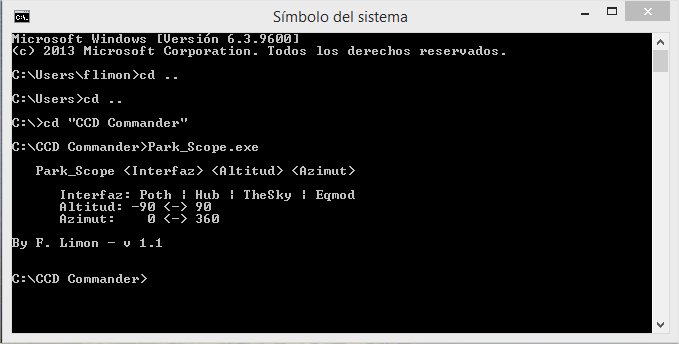 Símbolo del sistema
Microsoft Windows [Versión 6.3.9600]
(c) 2013 Microsoft Corporation. Todos los derechos reservados.
C:\Users\flimon>cd ..
C:\Users>cd ..
C:\>cd "CCD Commander"
C:\CCD Commander>Park_Scope.exe
Park_Scope <Interfaz> <Altitud> <Azimut>
Interfaz: Poth ¦ Hub ¦ TheSky ¦ Eqmod
Altitud: -90 <-> 90
Azimut: 0 <-> 360
By F. Limon - v 1.1
C:\CCD Commander>